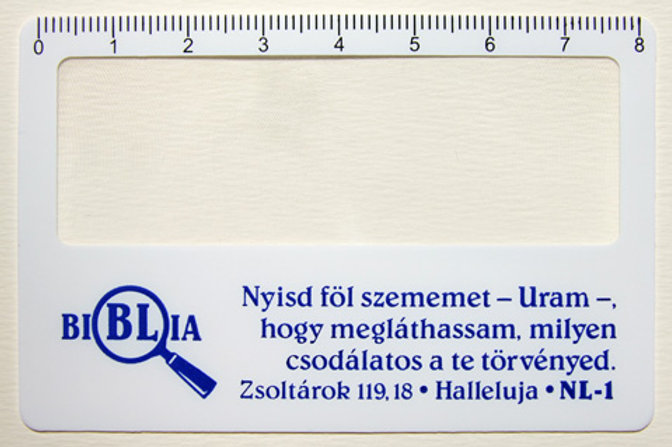 0 1 2 3 4 5 6 7 8
BIBLIA
Nyisd föl szememet – Uram –,
hogy megláthassam, milyen
csodálatos a te törvényed.
Zsoltárok 119,18 • Halleluja • NL-1